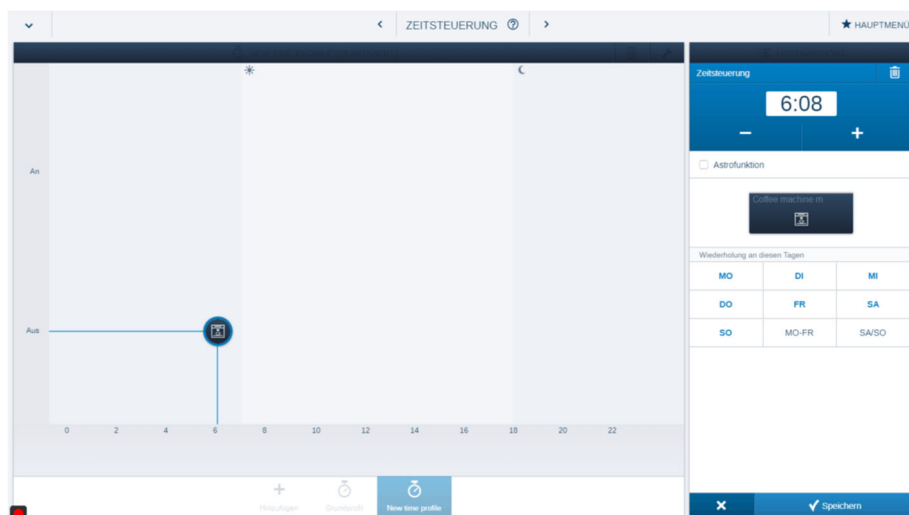 ZEITSTEUERUNG
HAUPTMENÜ
Zeitsteuerung
6:08
− +
Astrofunktion
An
Coffee machine m
Wiederholung an diesen Tagen
MO DI MI
DO FR SA
Aus
SO MO-FR SA/SO
0 2 4 6 8 10 12 14 16 18 20 22
Hinzufügen
Grundprofil
New time profile
Speichern